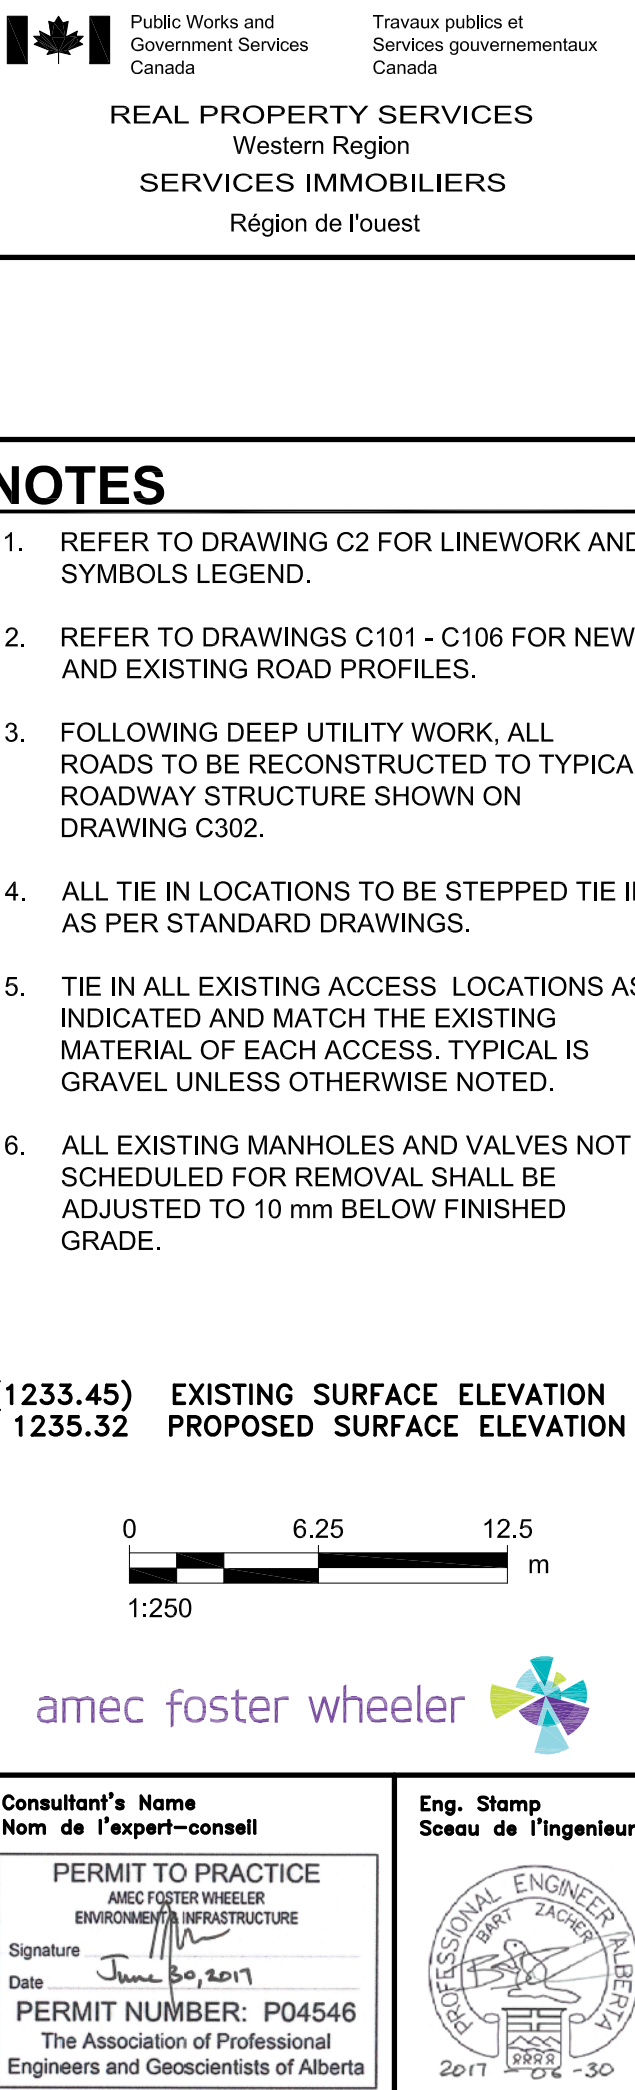 Public Works and
Government Services
Canada
Travaux publics et
Services gouvernementaux
Canada
REAL PROPERTY SERVICES
Western Region
SERVICES IMMOBILIERS
Région de l'ouest
NOTES
1. REFER TO DRAWING C2 FOR LINEWORK AND
SYMBOLS LEGEND.
2. REFER TO DRAWINGS C101 - C106 FOR NEW
AND EXISTING ROAD PROFILES.
3. FOLLOWING DEEP UTILITY WORK, ALL
ROADS TO BE RECONSTRUCTED TO TYPICA
ROADWAY STRUCTURE SHOWN ON
DRAWING C302.
4. ALL TIE IN LOCATIONS TO BE STEPPED TIE I
AS PER STANDARD DRAWINGS.
5. TIE IN ALL EXISTING ACCESS LOCATIONS AS
INDICATED AND MATCH THE EXISTING
MATERIAL OF EACH ACCESS. TYPICAL IS
GRAVEL UNLESS OTHERWISE NOTED.
6. ALL EXISTING MANHOLES AND VALVES NOT
SCHEDULED FOR REMOVAL SHALL BE
ADJUSTED TO 10 mm BELOW FINISHED
GRADE.
(1233.45) EXISTING SURFACE ELEVATION
1235.32 PROPOSED SURFACE ELEVATION
0 6.25 12.5
m
1:250
amec foster wheeler
Consultant's Name
Nom de l'expert-conseil
PERMIT TO PRACTICE
AMEC FOSTER WHEELER
ENVIRONMENT & INFRASTRUCTURE
Signature
Date June 30, 2017
PERMIT NUMBER: P04546
The Association of Professional
Engineers and Geoscientists of Alberta
Eng. Stamp
Sceau de l'ingenieur
PROFESSIONAL ENGINEER ALBERTA
BART ZACHER
2017-06-30